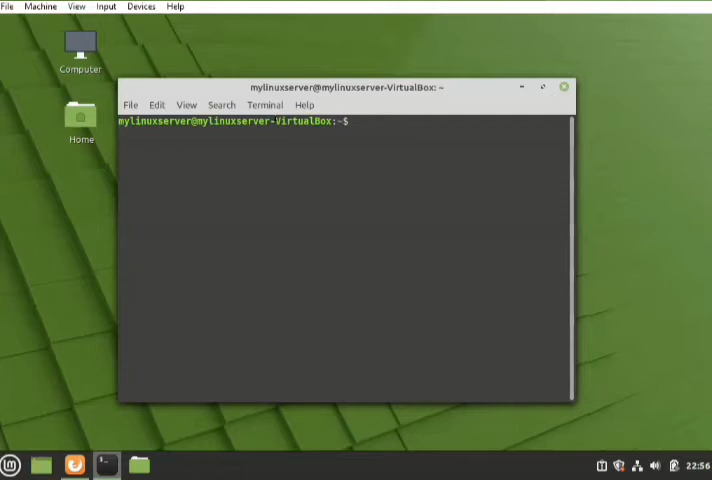 File Machine View Input Devices Help
Computer
mylinuxserver@mylinuxserver-VirtualBox: ~
File Edit View Search Terminal Help
mylinuxserver@mylinuxserver-VirtualBox:~$
Home
22:56